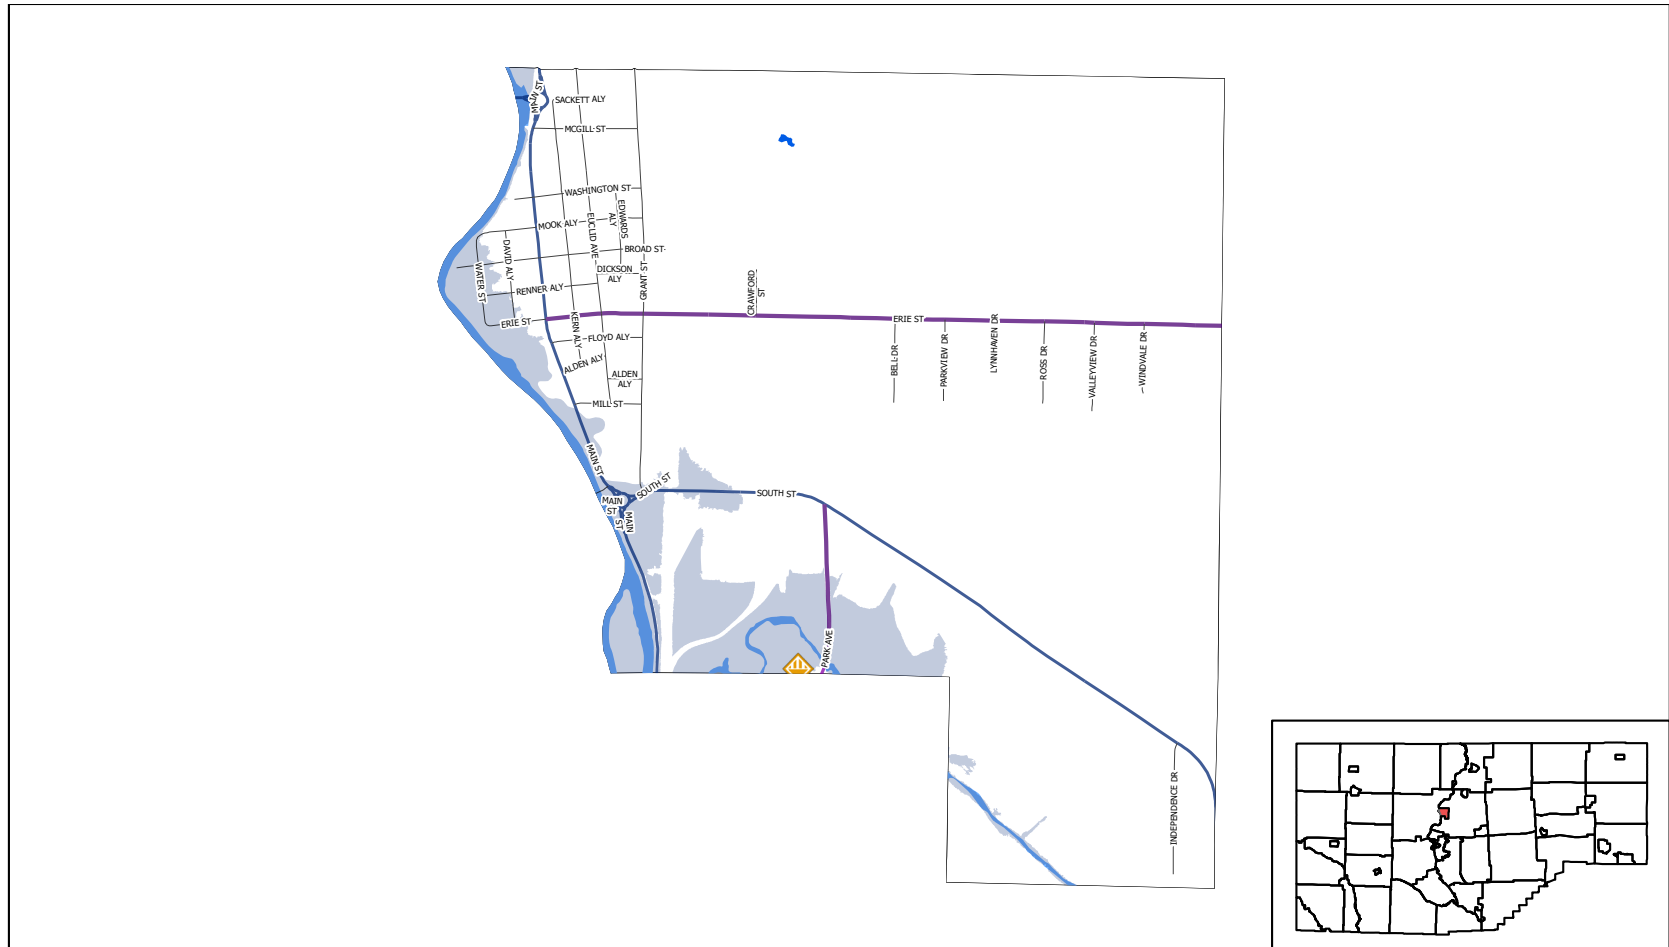 MAIN ST
SACKETT ALY
MCGILL ST
WASHINGTON ST
EDWARDS
ALY
MOOK ALY
EUCLID AVE
DAVID ALY
BROAD ST
WATER ST
DICKSON
ALY
GRANT ST
CRAWFORD
ST
RENNER ALY
ERIE ST
KERN ALY
ERIE ST
LYNNHAVEN DR
FLOYD ALY
BELL DR
PARKVIEW DR
ROSS DR
VALLEYVIEW DR
WINDVALE DR
ALDEN ALY
ALDEN
ALY
MILL ST
MAIN ST
SOUTH ST
SOUTH ST
MAIN
ST
MAIN
ST
PARK AVE
INDEPENDENCE DR